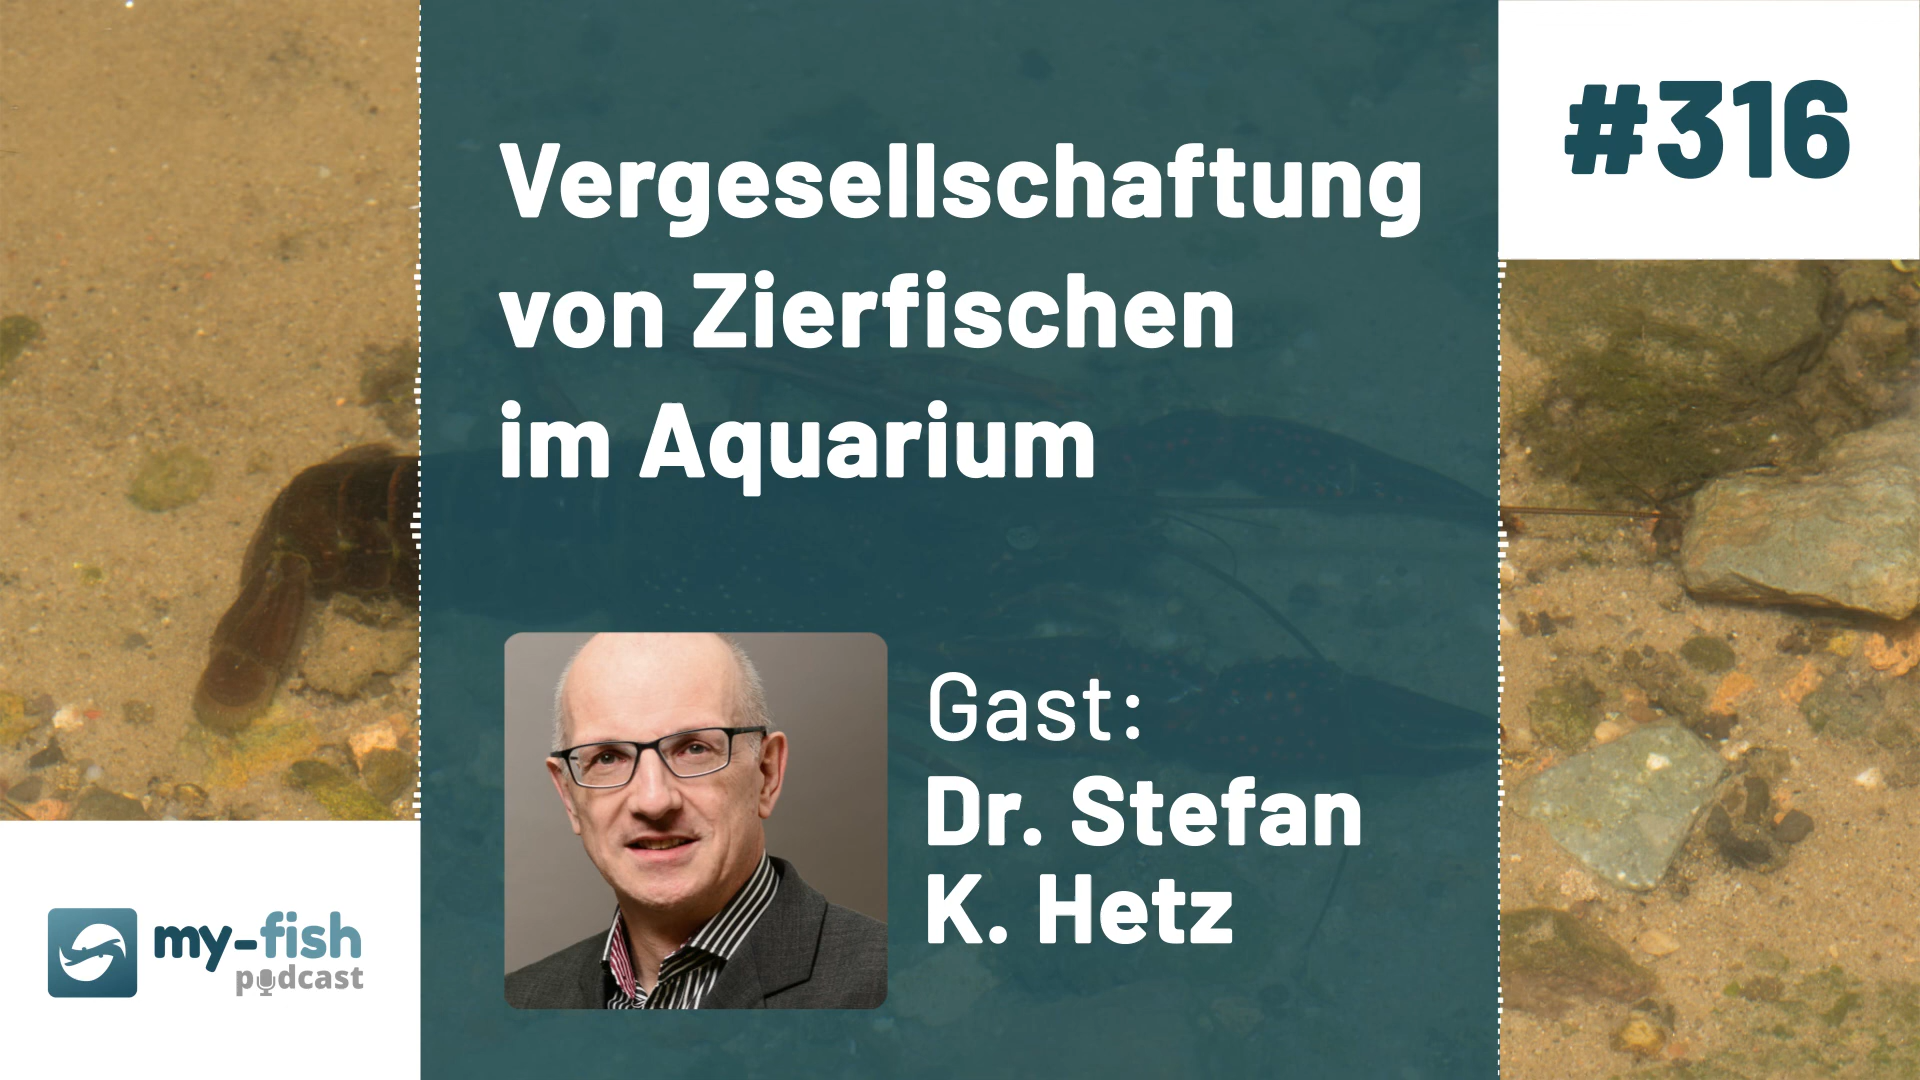 #316
Vergesellschaftung
von Zierfischen
im Aquarium
Gast:
Dr. Stefan
K. Hetz
my-fish
podcast